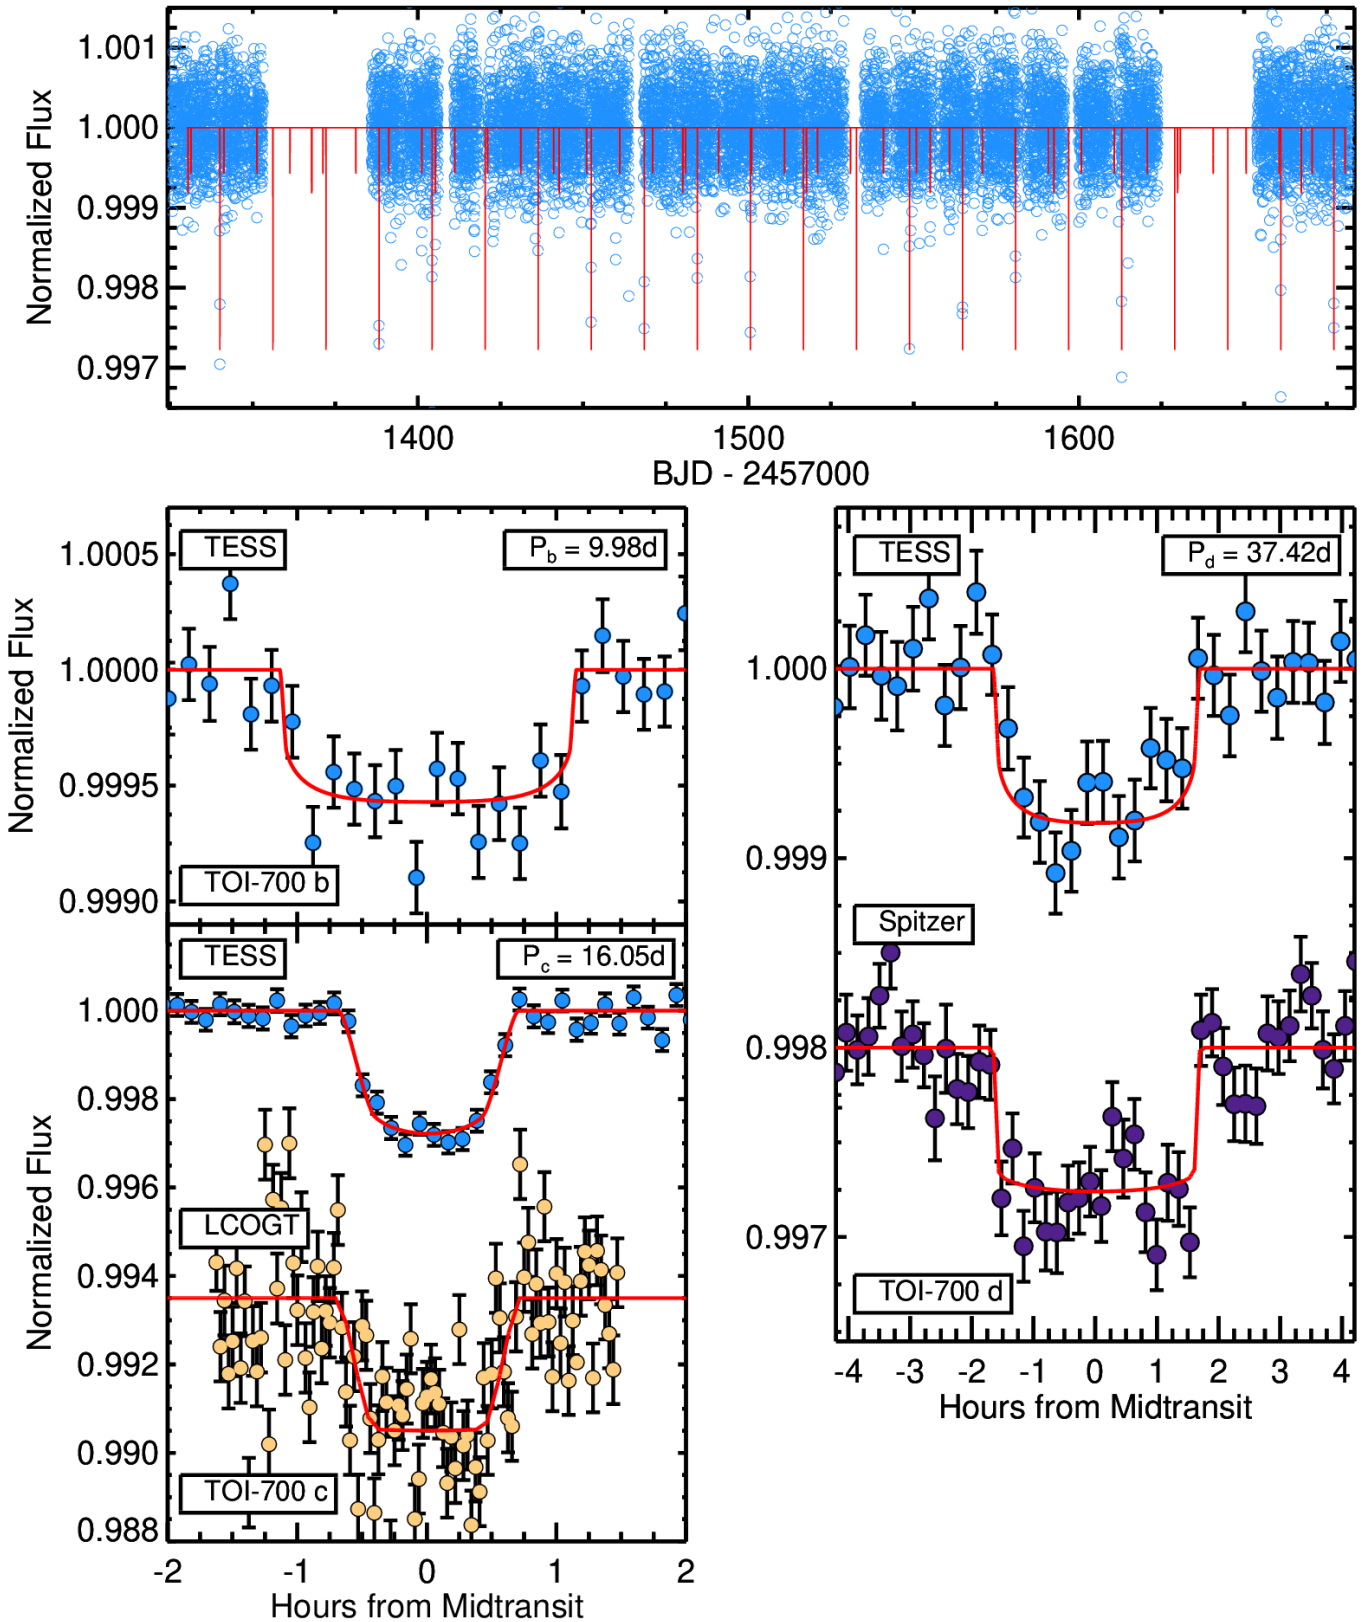 Normalized Flux
1.001
1.000
0.999
0.998
0.997
1400
1500
1600
BJD - 2457000
Normalized Flux
1.0005
1.0000
0.9995
0.9990
TESS
P_b = 9.98d
TOI-700 b
Normalized Flux
1.000
0.998
0.996
0.994
0.992
0.990
0.988
TESS
P_c = 16.05d
LCOGT
TOI-700 c
-2
-1
0
1
2
Hours from Midtransit
1.000
0.999
0.998
0.997
TESS
P_d = 37.42d
Spitzer
TOI-700 d
-4
-3
-2
-1
0
1
2
3
4
Hours from Midtransit